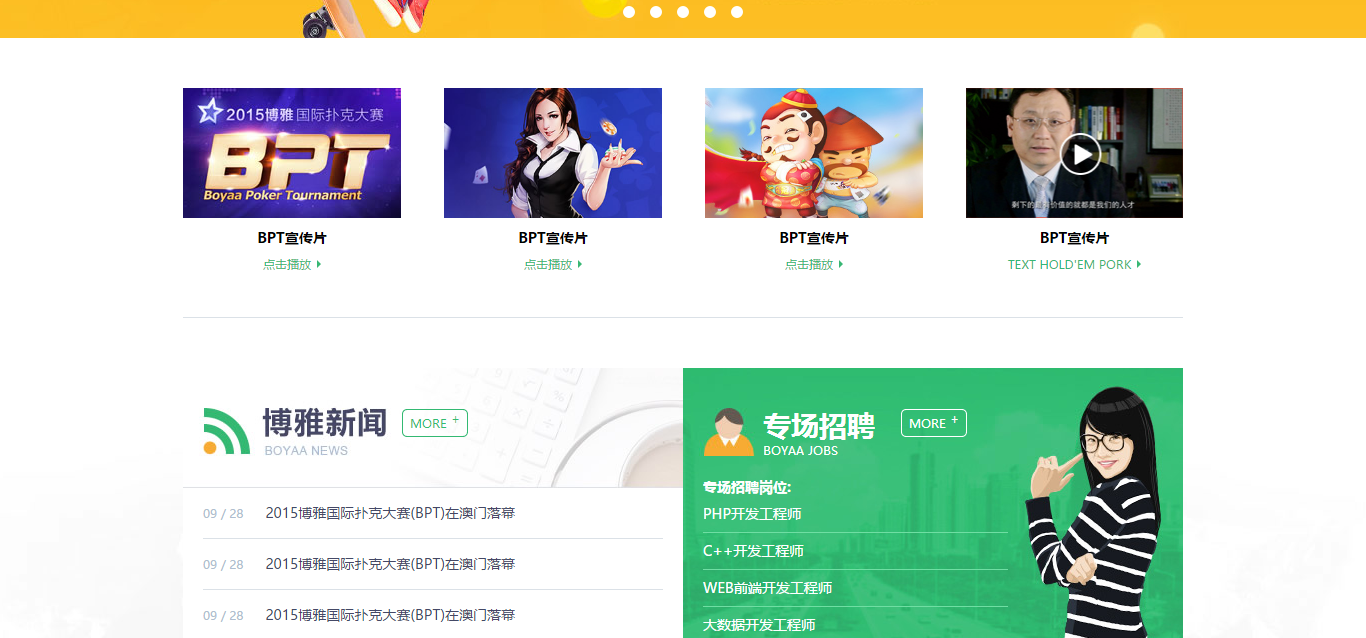 2015博雅国际扑克大赛
BPT
Boyaa Poker Tournament
剩下的最有价值的就都是我们的人才
BPT宣传片
点击播放
BPT宣传片
点击播放
BPT宣传片
点击播放
BPT宣传片
TEXT HOLD'EM PORK
博雅新闻
MORE +
BOYAA NEWS
09 / 28 2015博雅国际扑克大赛(BPT)在澳门落幕
09 / 28 2015博雅国际扑克大赛(BPT)在澳门落幕
09 / 28 2015博雅国际扑克大赛(BPT)在澳门落幕
专场招聘
MORE +
BOYAA JOBS
专场招聘岗位:
PHP开发工程师
C++开发工程师
WEB前端开发工程师
大数据开发工程师